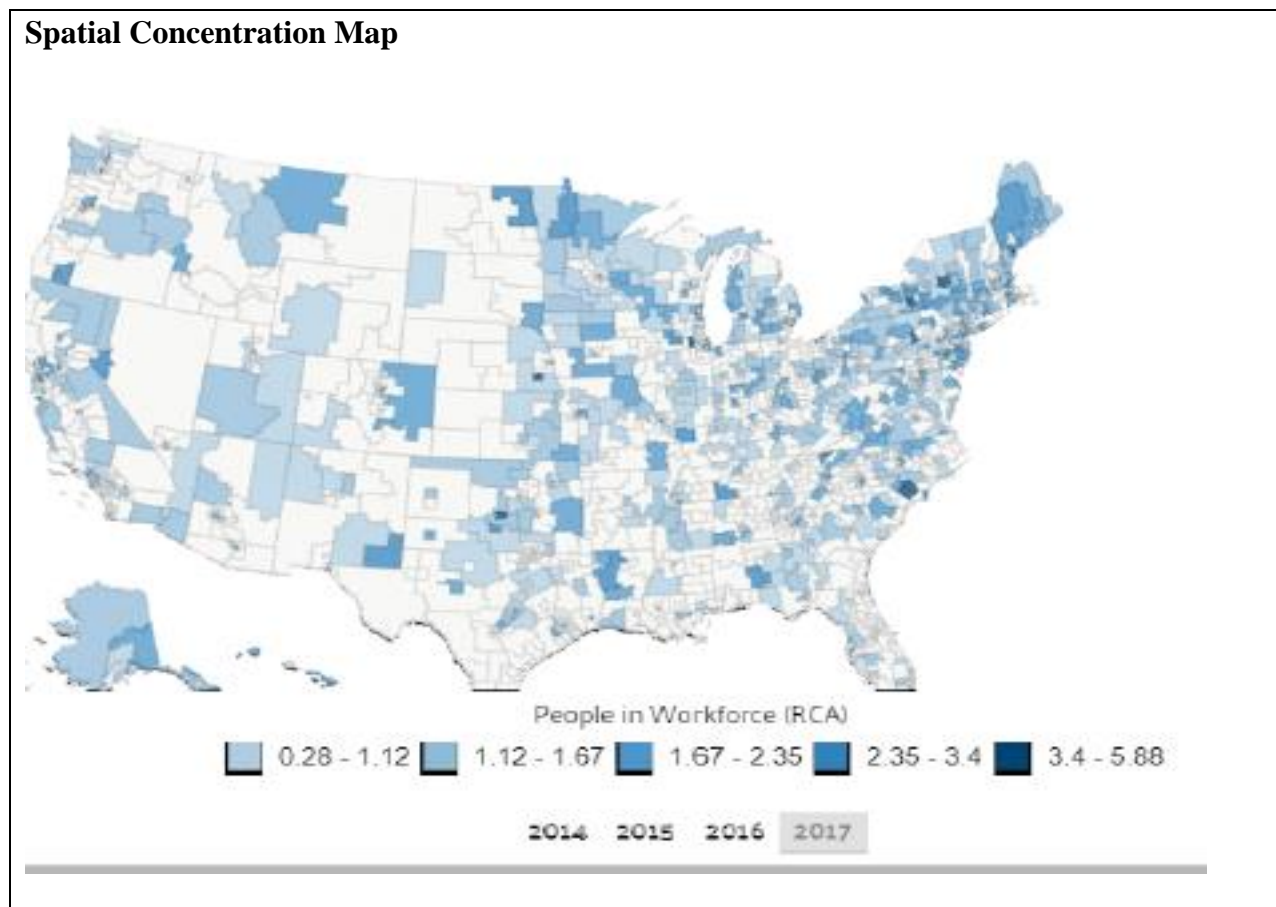 Spatial Concentration Map
People in Workforce (RCA)
0.28 - 1.12 1.12 - 1.67 1.67 - 2.35 2.35 - 3.4 3.4 - 5.88
2014 2015 2016 2017